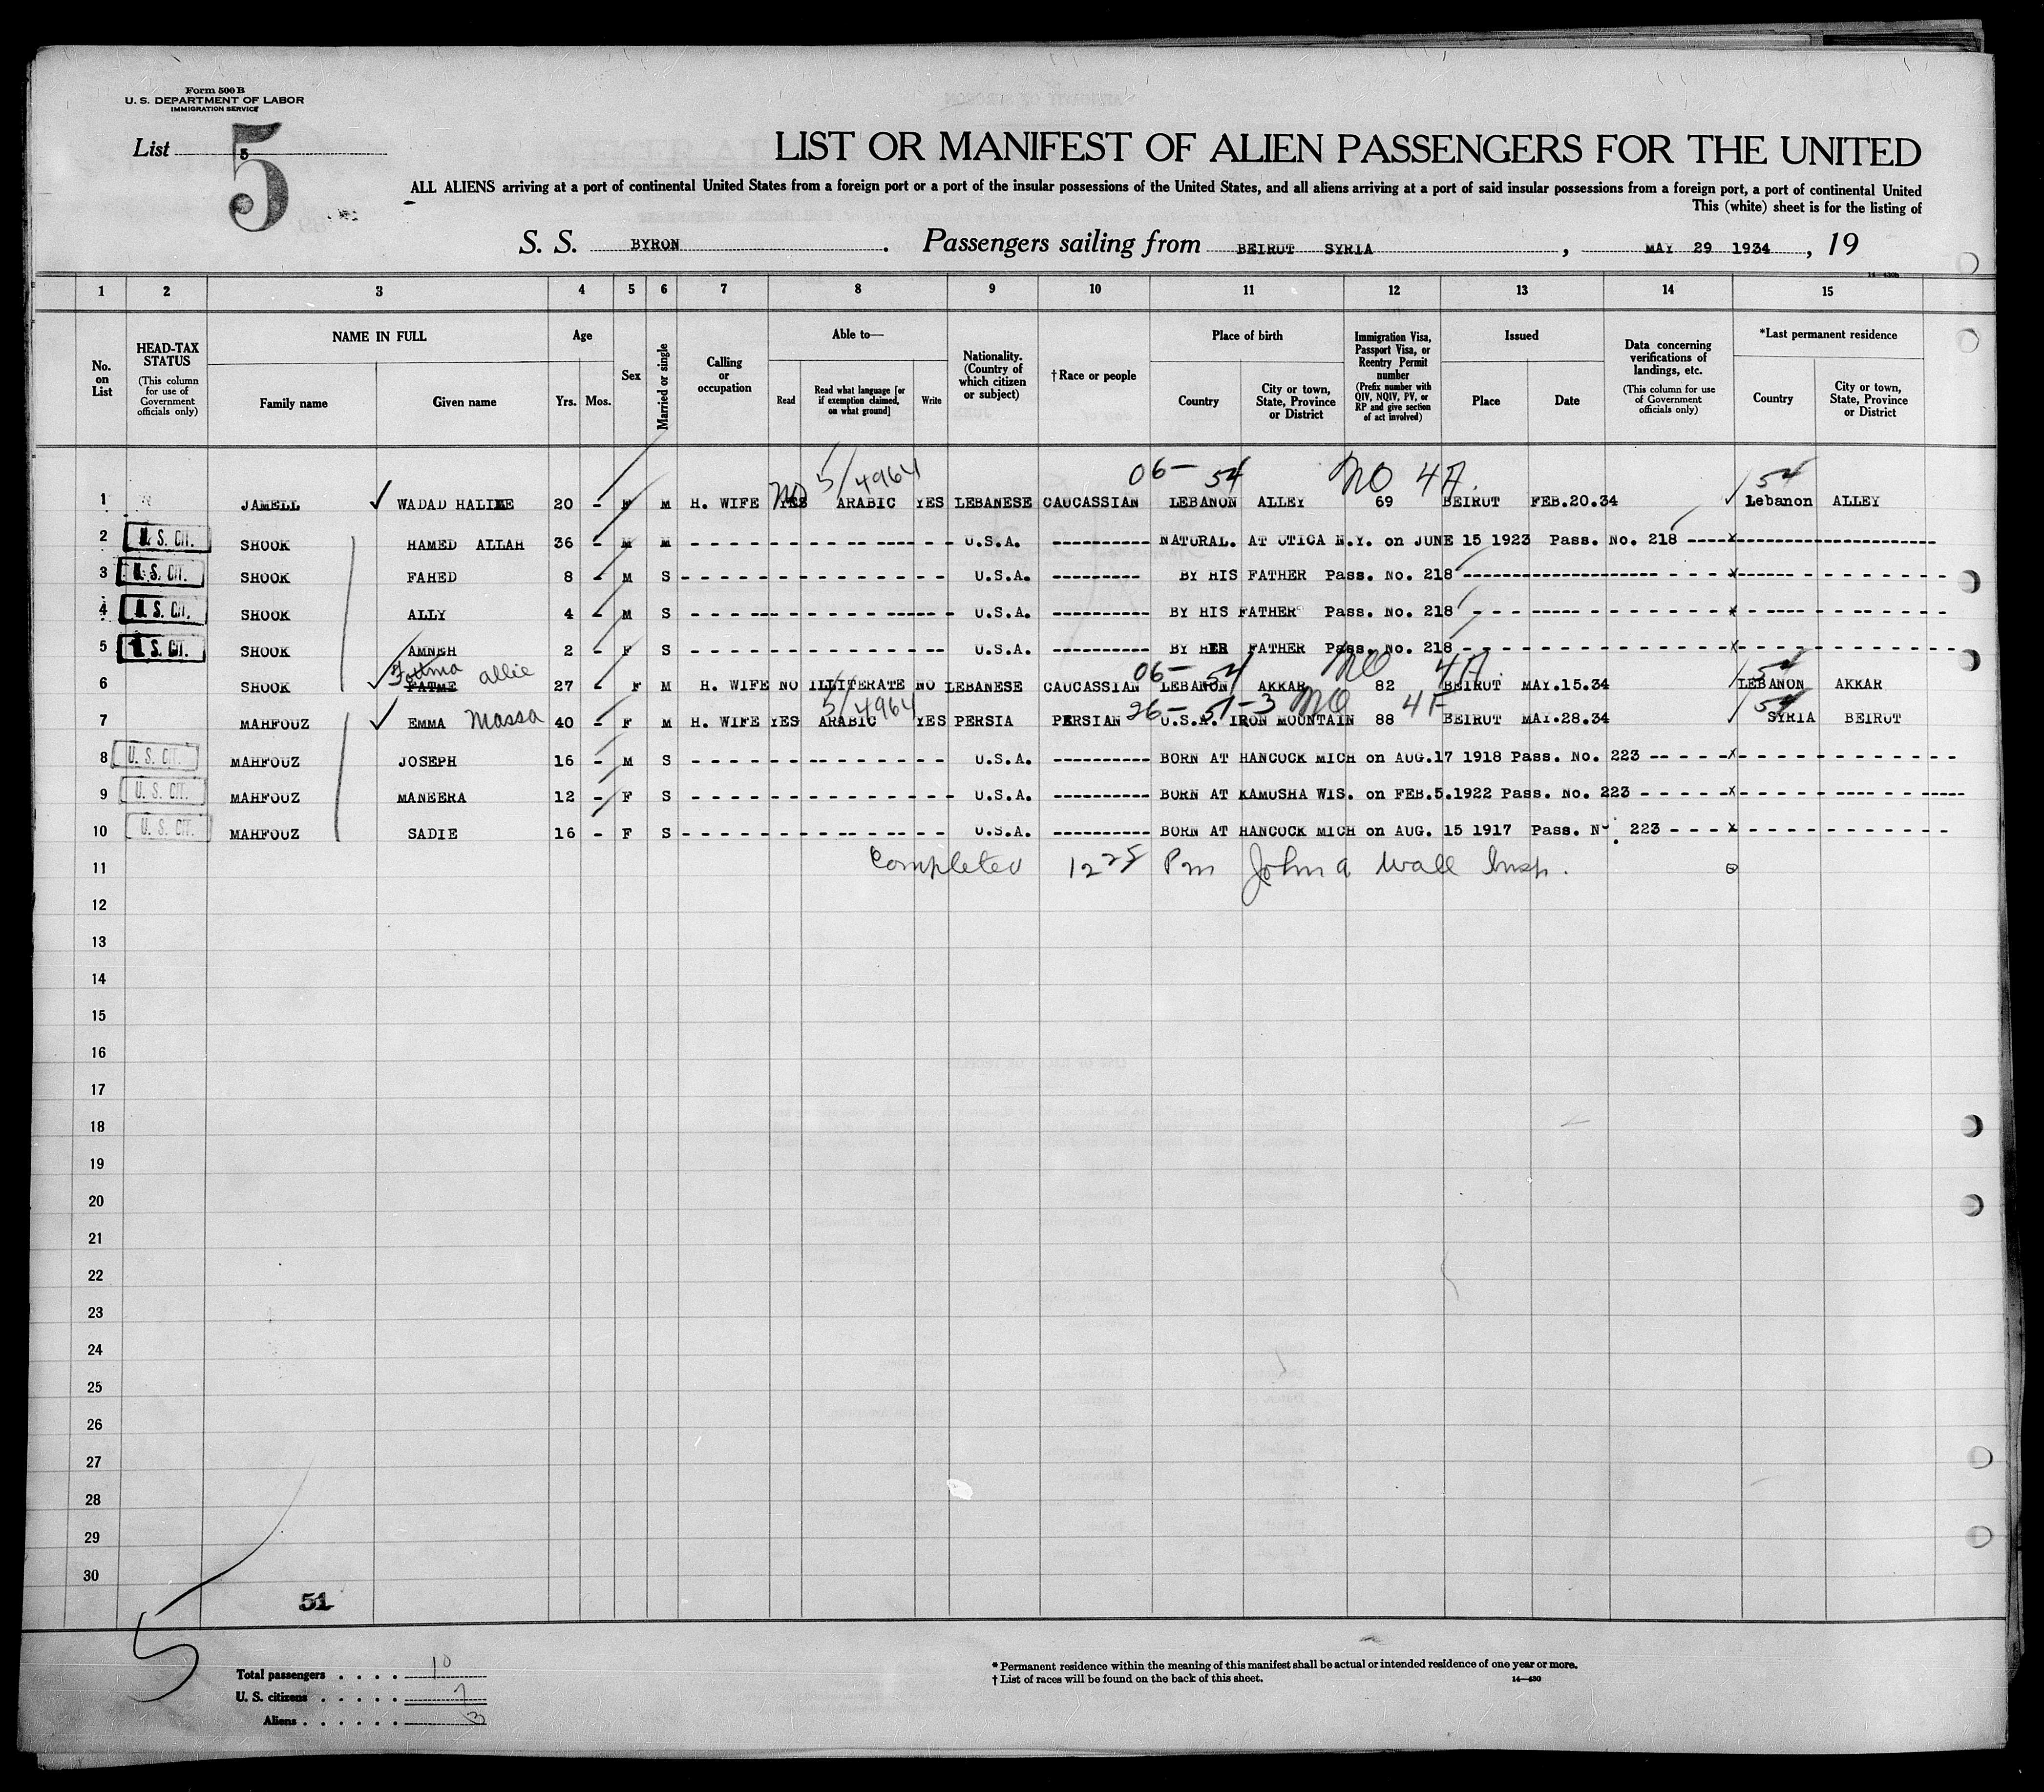 Form 500 B
U. S. DEPARTMENT OF LABOR
IMMIGRATION SERVICE
List 5
5
LIST OR MANIFEST OF ALIEN PASSENGERS FOR THE UNITED
ALL ALIENS arriving at a port of continental United States from a foreign port or a port of the insular possessions of the United States, and all aliens arriving at a port of said insular possessions from a foreign port, a port of continental United
This (white) sheet is for the listing of
S. S. BYRON. Passengers sailing from BEIRUT SYRIA, MAY 29 1934, 19
14—430b
1 2 3 4 5 6 7 8 9 10 11 12 13 14 15
No. on List
HEAD-TAX STATUS (This column for use of Government officials only)
NAME IN FULL
Family name Given name
Age
Yrs. Mos.
Sex
Married or single
Calling or occupation
Able to—
Read Read what language [or if exemption claimed, on what ground] Write
Nationality. (Country of which citizen or subject)
†Race or people
Place of birth
Country City or town, State, Province or District
Immigration Visa, Passport Visa, or Reentry Permit number (Prefix number with QIV, NQIV, PV, or RP and give section of act involved)
Issued
Place Date
Data concerning verifications of landings, etc. (This column for use of Government officials only)
*Last permanent residence
Country City or town, State, Province or District
5/4964 06— 54 NO 4A. 54
1 JAMELL WADAD HALIME 20 - F M H. WIFE YES NO ARABIC YES LEBANESE CAUCASSIAN LEBANON ALLEY 69 BEIRUT FEB.20.34 Lebanon ALLEY
2 U. S. CIT. SHOOK HAMED ALLAH 36 - M M U.S.A. NATURAL. AT UTICA N.Y. on JUNE 15 1923 Pass. No. 218
3 U. S. CIT. SHOOK FAHED 8 - M S U.S.A. BY HIS FATHER Pass. No. 218
4 U. S. CIT. SHOOK ALLY 4 - M S U.S.A. BY HIS FATHER Pass. No. 218
5 U. S. CIT. SHOOK AMNEH 2 - F S U.S.A. BY HER FATHER Pass. No. 218
Fottma allie 06— 54 NO 4A. 54
6 SHOOK FATME 27 - F M H. WIFE NO ILLITERATE NO LEBANESE CAUCASSIAN LEBANON AKKAR 82 BEIRUT MAY.15.34 LEBANON AKKAR
5/4964 26— 51—3 NO 4F 54
7 MAHFOUZ EMMA Massa 40 - F M H. WIFE YES ARABIC YES PERSIA PERSIAN U.S.A. IRON MOUNTAIN 88 BEIRUT MAY.28.34 SYRIA BEIRUT
8 U. S. CIT. MAHFOUZ JOSEPH 16 - M S U.S.A. BORN AT HANCOCK MICH on AUG.17 1918 Pass. No. 223
9 U. S. CIT. MAHFOUZ MANEERA 12 - F S U.S.A. BORN AT KAMUSHA WIS. on FEB.5.1922 Pass. No. 223
10 U. S. CIT. MAHFOUZ SADIE 16 - F S U.S.A. BORN AT HANCOCK MICH on AUG. 15 1917 Pass. No. 223
11 Completed 12 25 Pm John A Wall Insp.
12
13
14
15
16
17
18
19
20
21
22
23
24
25
26
27
28
29
30
51
5
Total passengers . . . . 10
U. S. citizens . . . . . 7
Aliens . . . . . . 3
* Permanent residence within the meaning of this manifest shall be actual or intended residence of one year or more.
† List of races will be found on the back of this sheet.
14—430